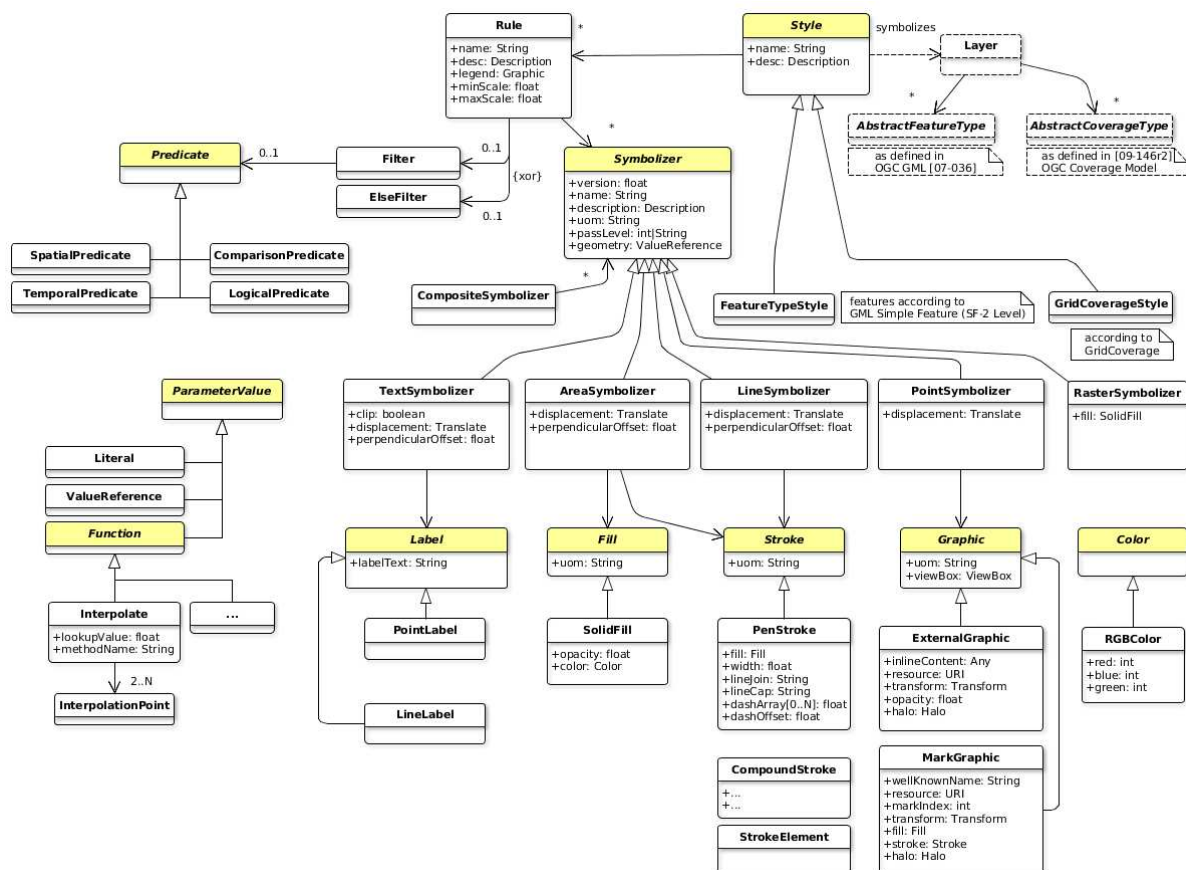 Rule
+name: String
+desc: Description
+legend: Graphic
+minScale: float
+maxScale: float
*
Style
+name: String
+desc: Description
symbolizes
Layer
*
*
AbstractFeatureType
as defined in
OGC GML [07-036]
AbstractCoverageType
as defined in [09-146r2]
OGC Coverage Model
*
Predicate
0..1
Filter
0..1
{xor}
ElseFilter
0..1
Symbolizer
+version: float
+name: String
+description: Description
+uom: String
+passLevel: int|String
+geometry: ValueReference
SpatialPredicate
ComparisonPredicate
TemporalPredicate
LogicalPredicate
*
CompositeSymbolizer
FeatureTypeStyle
features according to
GML Simple Feature (SF-2 Level)
GridCoverageStyle
according to
GridCoverage
ParameterValue
Literal
ValueReference
Function
Interpolate
+lookupValue: float
+methodName: String
...
2..N
InterpolationPoint
TextSymbolizer
+clip: boolean
+displacement: Translate
+perpendicularOffset: float
AreaSymbolizer
+displacement: Translate
+perpendicularOffset: float
LineSymbolizer
+displacement: Translate
+perpendicularOffset: float
PointSymbolizer
+displacement: Translate
RasterSymbolizer
+fill: SolidFill
Label
+labelText: String
Fill
+uom: String
Stroke
+uom: String
Graphic
+uom: String
+viewBox: ViewBox
Color
PointLabel
LineLabel
SolidFill
+opacity: float
+color: Color
PenStroke
+fill: Fill
+width: float
+lineJoin: String
+lineCap: String
+dashArray[0..N]: float
+dashOffset: float
ExternalGraphic
+inlineContent: Any
+resource: URI
+transform: Transform
+opacity: float
+halo: Halo
RGBColor
+red: int
+blue: int
+green: int
CompoundStroke
+...
+...
StrokeElement
MarkGraphic
+wellKnownName: String
+resource: URI
+markIndex: int
+transform: Transform
+fill: Fill
+stroke: Stroke
+halo: Halo